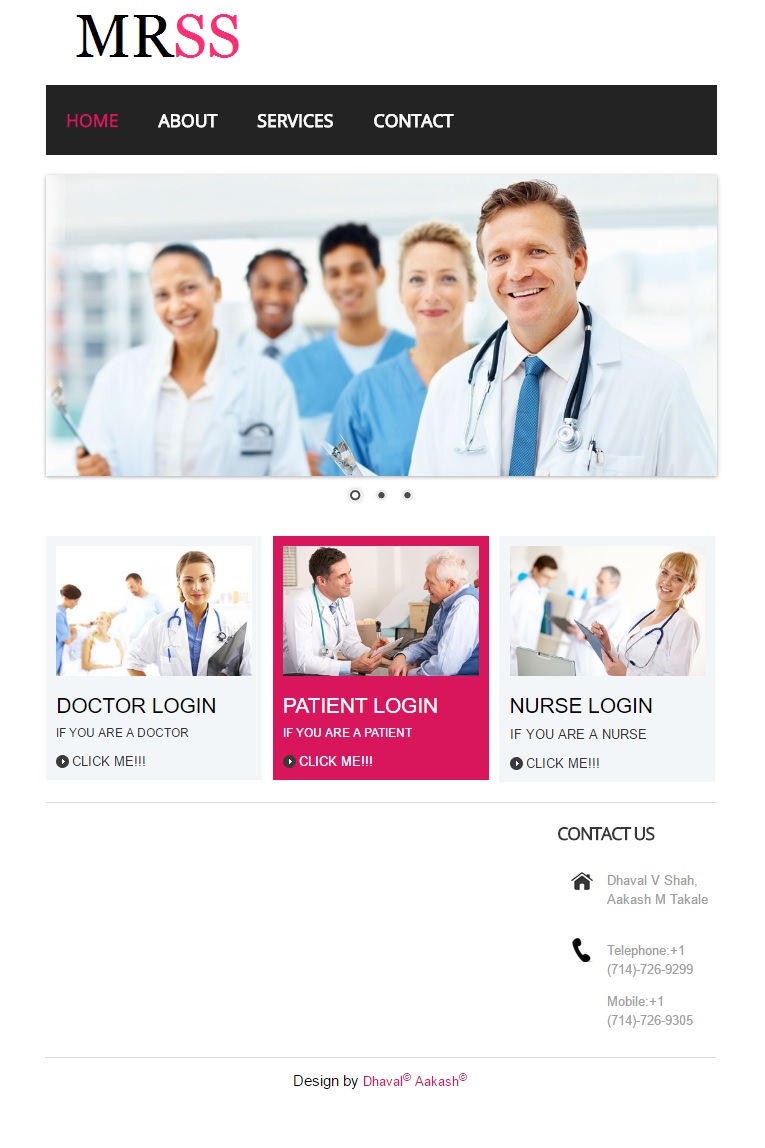 MRSS
HOME ABOUT SERVICES CONTACT
DOCTOR LOGIN
IF YOU ARE A DOCTOR
CLICK ME!!!
PATIENT LOGIN
IF YOU ARE A PATIENT
CLICK ME!!!
NURSE LOGIN
IF YOU ARE A NURSE
CLICK ME!!!
CONTACT US
Dhaval V Shah,
Aakash M Takale
Telephone:+1
(714)-726-9299
Mobile:+1
(714)-726-9305
Design by Dhaval© Aakash©